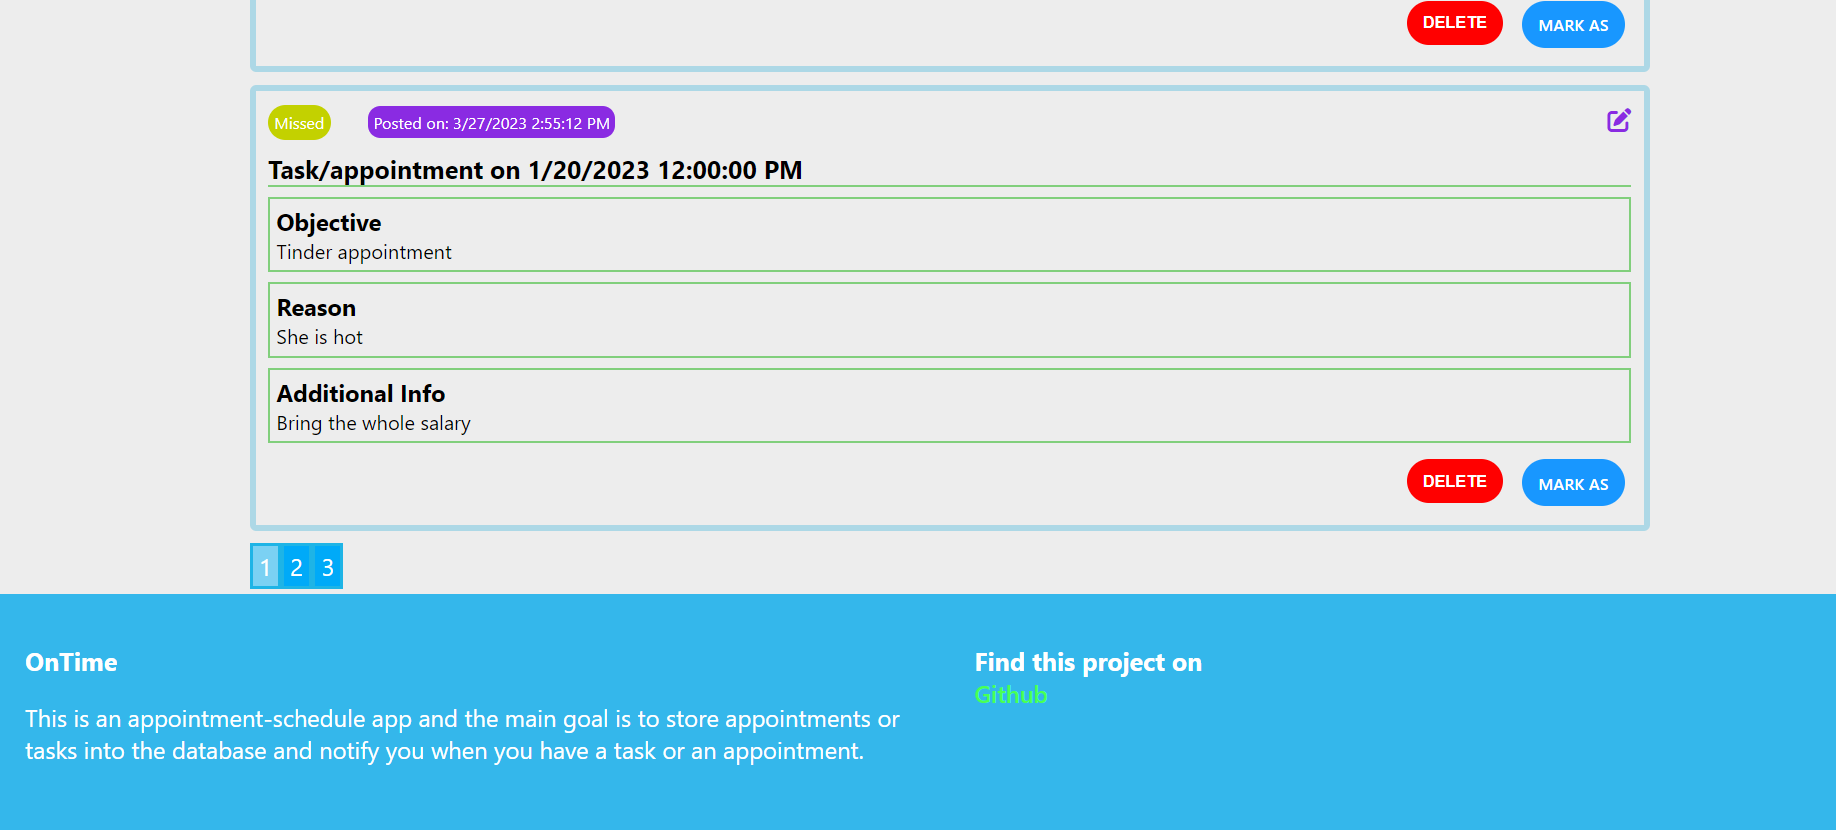 DELETE MARK AS
Missed Posted on: 3/27/2023 2:55:12 PM
Task/appointment on 1/20/2023 12:00:00 PM
Objective
Tinder appointment
Reason
She is hot
Additional Info
Bring the whole salary
DELETE MARK AS
1 2 3
OnTime
This is an appointment-schedule app and the main goal is to store appointments or
tasks into the database and notify you when you have a task or an appointment.
Find this project on
Github